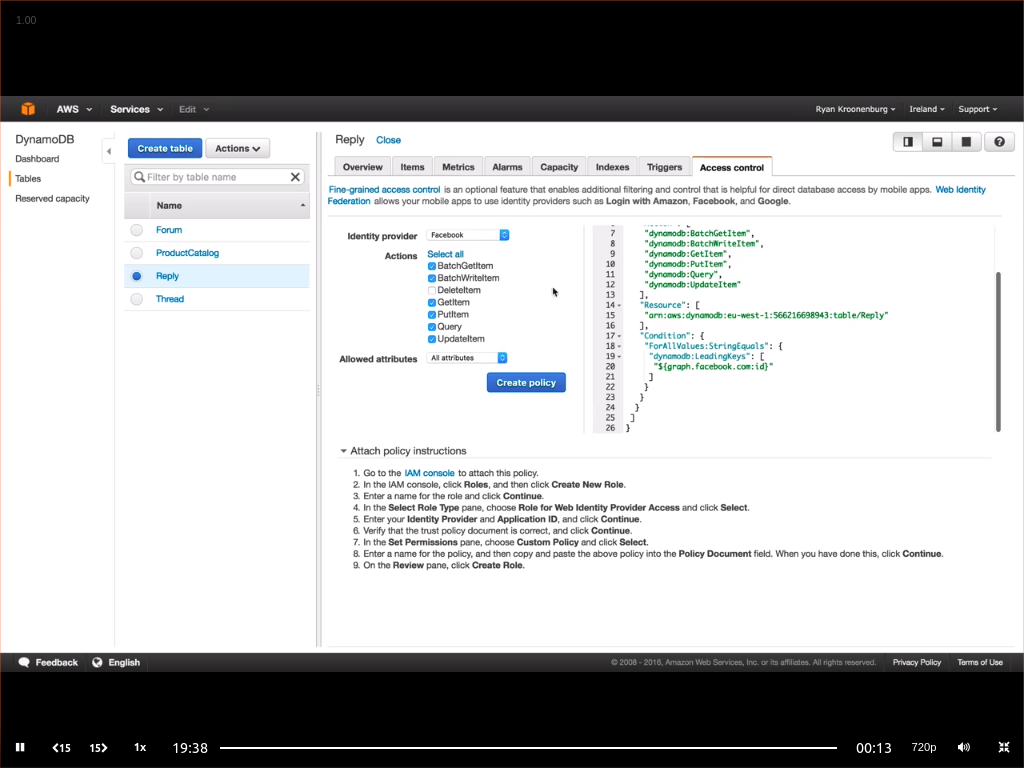 1.00
AWS Services Edit Ryan Kroonenburg Ireland Support
DynamoDB
Dashboard
Tables
Reserved capacity
Create table Actions
Filter by table name
Name
Forum
ProductCatalog
Reply
Thread
Reply Close
Overview Items Metrics Alarms Capacity Indexes Triggers Access control
Fine-grained access control is an optional feature that enables additional filtering and control that is helpful for direct database access by mobile apps. Web Identity
Federation allows your mobile apps to use identity providers such as Login with Amazon, Facebook, and Google.
Identity provider Facebook
Actions Select all
BatchGetItem
BatchWriteItem
DeleteItem
GetItem
PutItem
Query
UpdateItem
Allowed attributes All attributes
Create policy
7 "dynamodb:BatchGetItem",
8 "dynamodb:BatchWriteItem",
9 "dynamodb:GetItem",
10 "dynamodb:PutItem",
11 "dynamodb:Query",
12 "dynamodb:UpdateItem"
13 ],
14 "Resource": [
15 "arn:aws:dynamodb:eu-west-1:566216698943:table/Reply"
16 ],
17 "Condition": {
18 "ForAllValues:StringEquals": {
19 "dynamodb:LeadingKeys": [
20 "${graph.facebook.com:id}"
21 ]
22 }
23 }
24 }
25 ]
26 }
Attach policy instructions
1. Go to the IAM console to attach this policy.
2. In the IAM console, click Roles, and then click Create New Role.
3. Enter a name for the role and click Continue.
4. In the Select Role Type pane, choose Role for Web Identity Provider Access and click Select.
5. Enter your Identity Provider and Application ID, and click Continue.
6. Verify that the trust policy document is correct, and click Continue.
7. In the Set Permissions pane, choose Custom Policy and click Select.
8. Enter a name for the policy, and then copy and paste the above policy into the Policy Document field. When you have done this, click Continue.
9. On the Review pane, click Create Role.
Feedback English © 2008 - 2016, Amazon Web Services, Inc. or its affiliates. All rights reserved. Privacy Policy Terms of Use
15 15 1x 19:38 00:13 720p